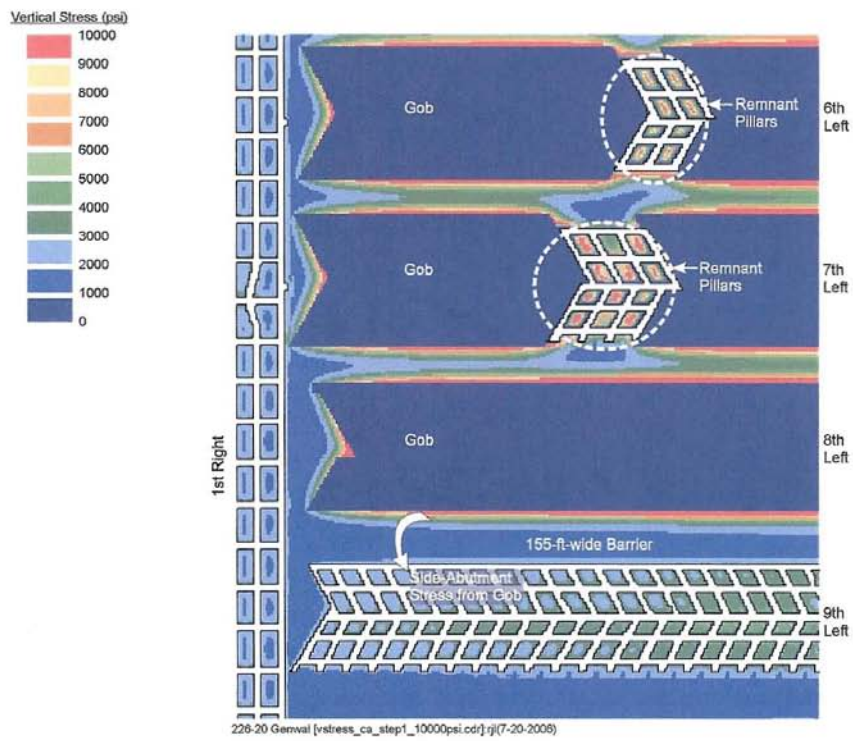 Vertical Stress (psi)
10000
9000
8000
7000
6000
5000
4000
3000
2000
1000
0
Gob
Remnant
Pillars
6th
Left
Gob
Remnant
Pillars
7th
Left
Gob
8th
Left
1st Right
155-ft-wide Barrier
Side-Abutment
Stress from Gob
9th
Left
226-20 Genwal [vstress_ca_step1_10000psi.cdr]:rjl(7-20-2006)